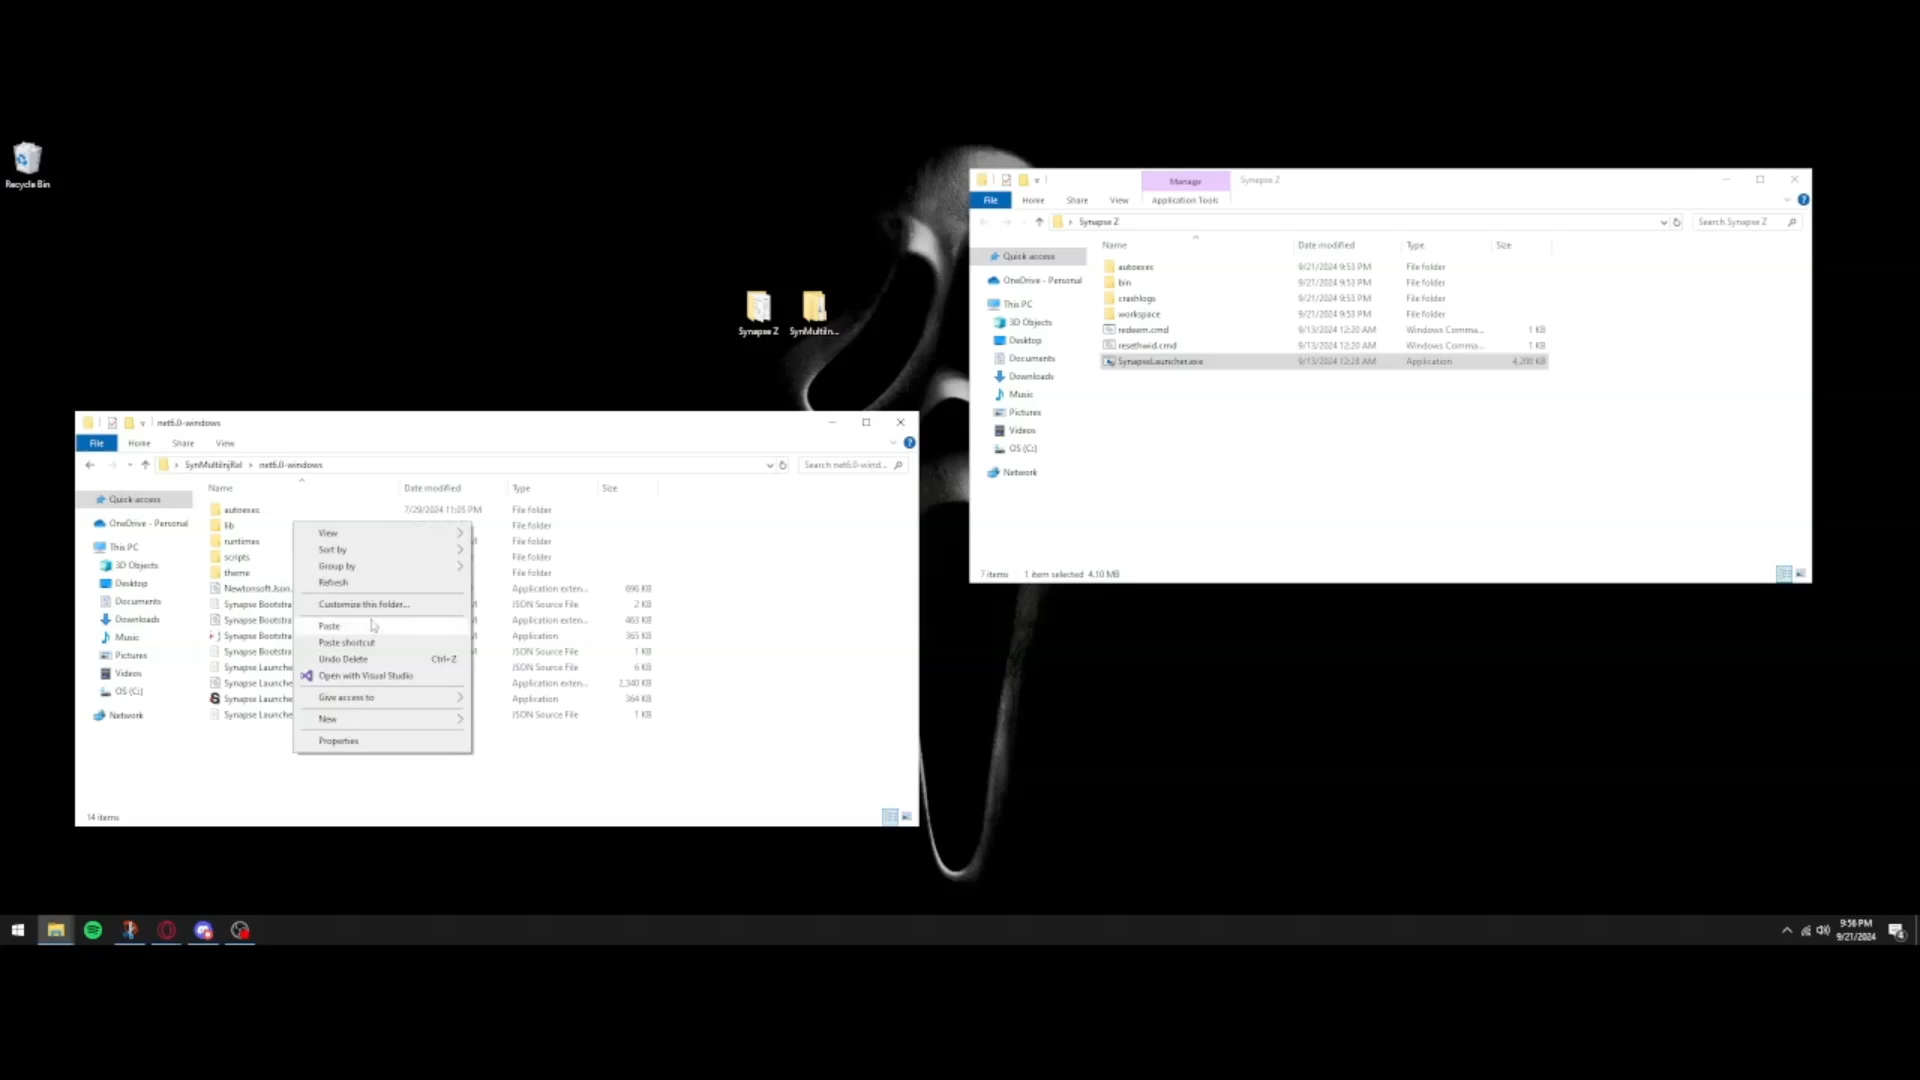 Recycle Bin
Synapse Z
SynMultiIn...
Manage
Synapse Z
File
Home
Share
View
Application Tools
Synapse Z
Search Synapse Z
Name
Date modified
Type
Size
Quick access
OneDrive - Personal
This PC
3D Objects
Desktop
Documents
Downloads
Music
Pictures
Videos
OS (C:)
Network
autoexec 9/21/2024 9:53 PM File folder
bin 9/21/2024 9:53 PM File folder
crashlogs 9/21/2024 9:53 PM File folder
workspace 9/21/2024 9:53 PM File folder
redeem.cmd 9/13/2024 12:20 AM Windows Comma... 1 KB
resethwid.cmd 9/13/2024 12:20 AM Windows Comma... 1 KB
SynapseLauncher.exe 9/13/2024 12:28 AM Application 4,208 KB
7 items 1 item selected 4.10 MB
net6.0-windows
File
Home
Share
View
SynMultiInjRel
net6.0-windows
Search net6.0-wind...
Name
Date modified
Type
Size
Quick access
OneDrive - Personal
This PC
3D Objects
Desktop
Documents
Downloads
Music
Pictures
Videos
OS (C:)
Network
autoexec 7/29/2024 11:05 PM File folder
lib File folder
runtimes File folder
scripts File folder
theme File folder
Newtonsoft.Json. Application exten... 696 KB
Synapse Bootstra JSON Source File 2 KB
Synapse Bootstra Application exten... 463 KB
Synapse Bootstra Application 365 KB
Synapse Bootstra JSON Source File 1 KB
Synapse Launche JSON Source File 6 KB
Synapse Launche Application exten... 2,340 KB
Synapse Launche Application 364 KB
Synapse Launche JSON Source File 1 KB
View
Sort by
Group by
Refresh
Customize this folder...
Paste
Paste shortcut
Undo Delete Ctrl+Z
Open with Visual Studio
Give access to
New
Properties
14 items
9:56 PM
9/21/2024
4